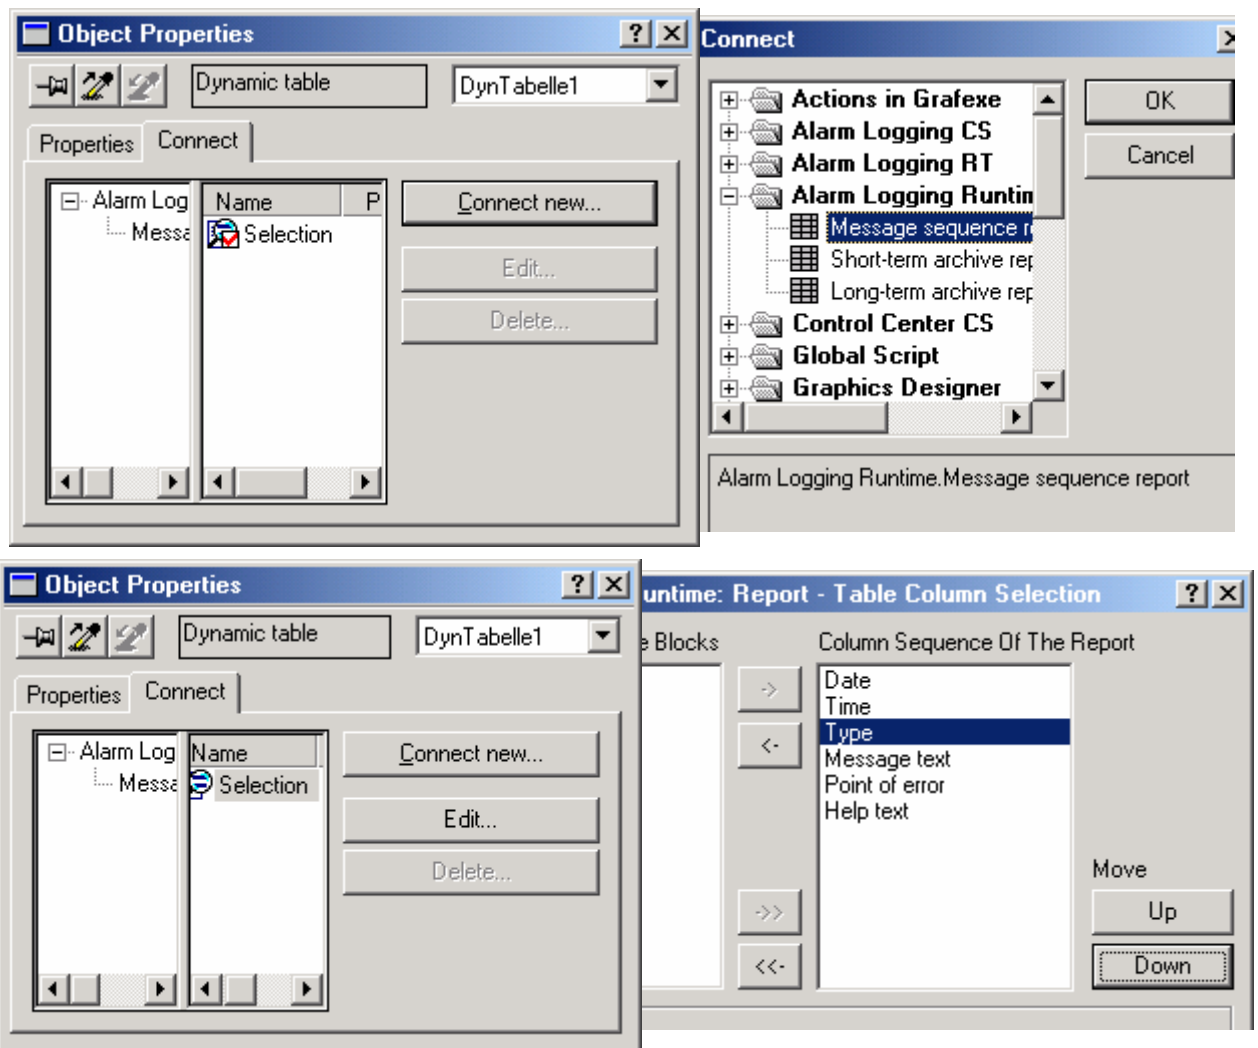 Object Properties
Dynamic table
DynTabelle1
Properties
Connect
Alarm Log
Messa
Name
P
Selection
Connect new...
Edit...
Delete...
Connect
Actions in Grafexe
Alarm Logging CS
Alarm Logging RT
Alarm Logging Runtin
Message sequence r
Short-term archive rep
Long-term archive rep
Control Center CS
Global Script
Graphics Designer
OK
Cancel
Alarm Logging Runtime.Message sequence report
Object Properties
Dynamic table
DynTabelle1
Properties
Connect
Alarm Log
Messa
Name
Selection
Connect new...
Edit...
Delete...
untime: Report - Table Column Selection
e Blocks
Column Sequence Of The Report
->
<-
->>
<<-
Date
Time
Type
Message text
Point of error
Help text
Move
Up
Down